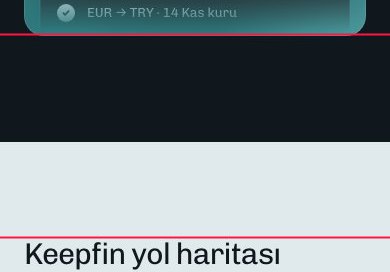 EUR → TRY · 14 Kas kuru
Keepfin yol haritası